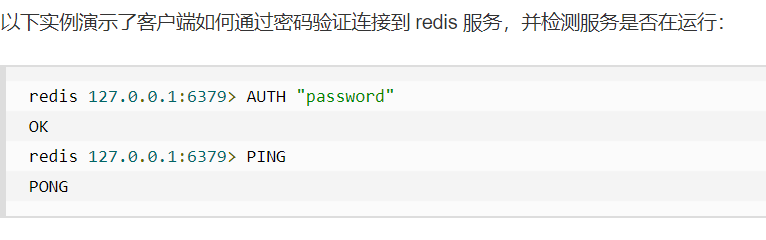 以下实例演示了客户端如何通过密码验证连接到 redis 服务，并检测服务是否在运行：
redis 127.0.0.1:6379> AUTH "password"
OK
redis 127.0.0.1:6379> PING
PONG